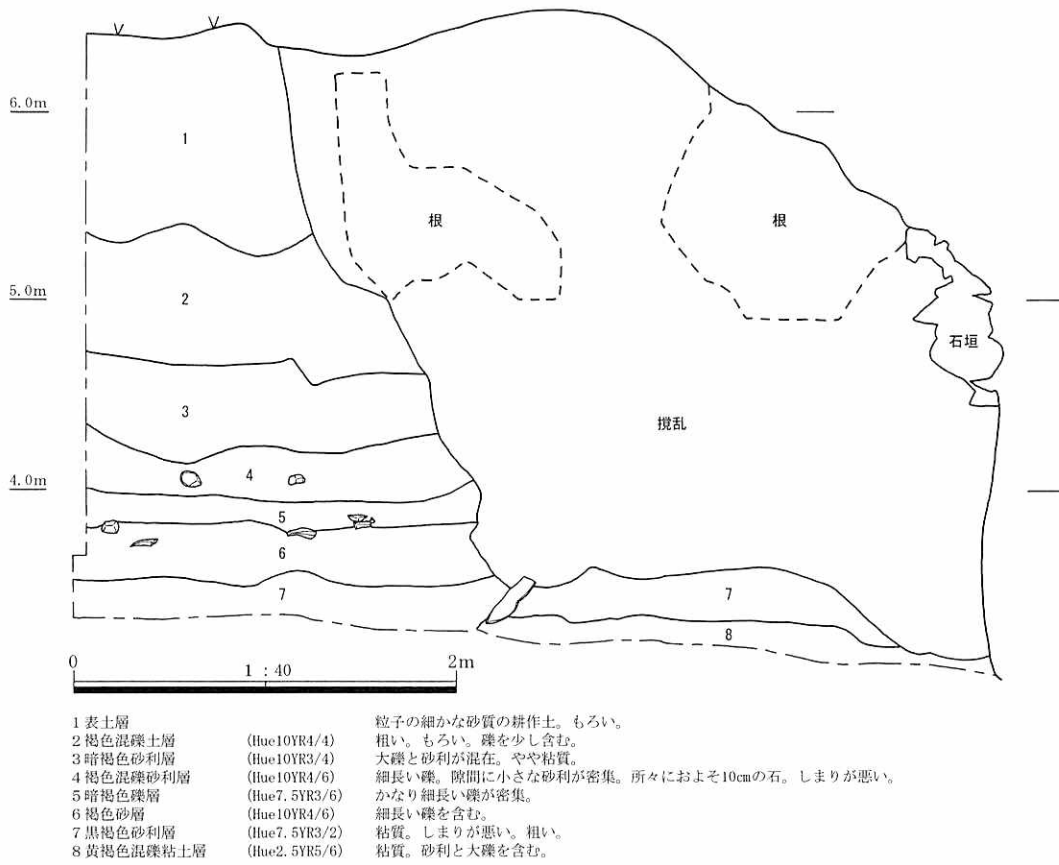 6.0m
1
根
根
5.0m
2
石垣
3
撹乱
4
4.0m
5
6
7
7
8
0 1 : 40 2m
1 表土層 粒子の細かな砂質の耕作土。もろい。
2 褐色混礫土層 (Hue10YR4/4) 粗い。もろい。礫を少し含む。
3 暗褐色砂利層 (Hue10YR3/4) 大礫と砂利が混在。やや粘質。
4 褐色混礫砂利層 (Hue10YR4/6) 細長い礫。隙間に小さな砂利が密集。所々におよそ10cmの石。しまりが悪い。
5 暗褐色礫層 (Hue7.5YR3/6) かなり細長い礫が密集。
6 褐色砂層 (Hue10YR4/6) 細長い礫を含む。
7 黒褐色砂利層 (Hue7.5YR3/2) 粘質。しまりが悪い。粗い。
8 黄褐色混礫粘土層 (Hue2.5YR5/6) 粘質。砂利と大礫を含む。